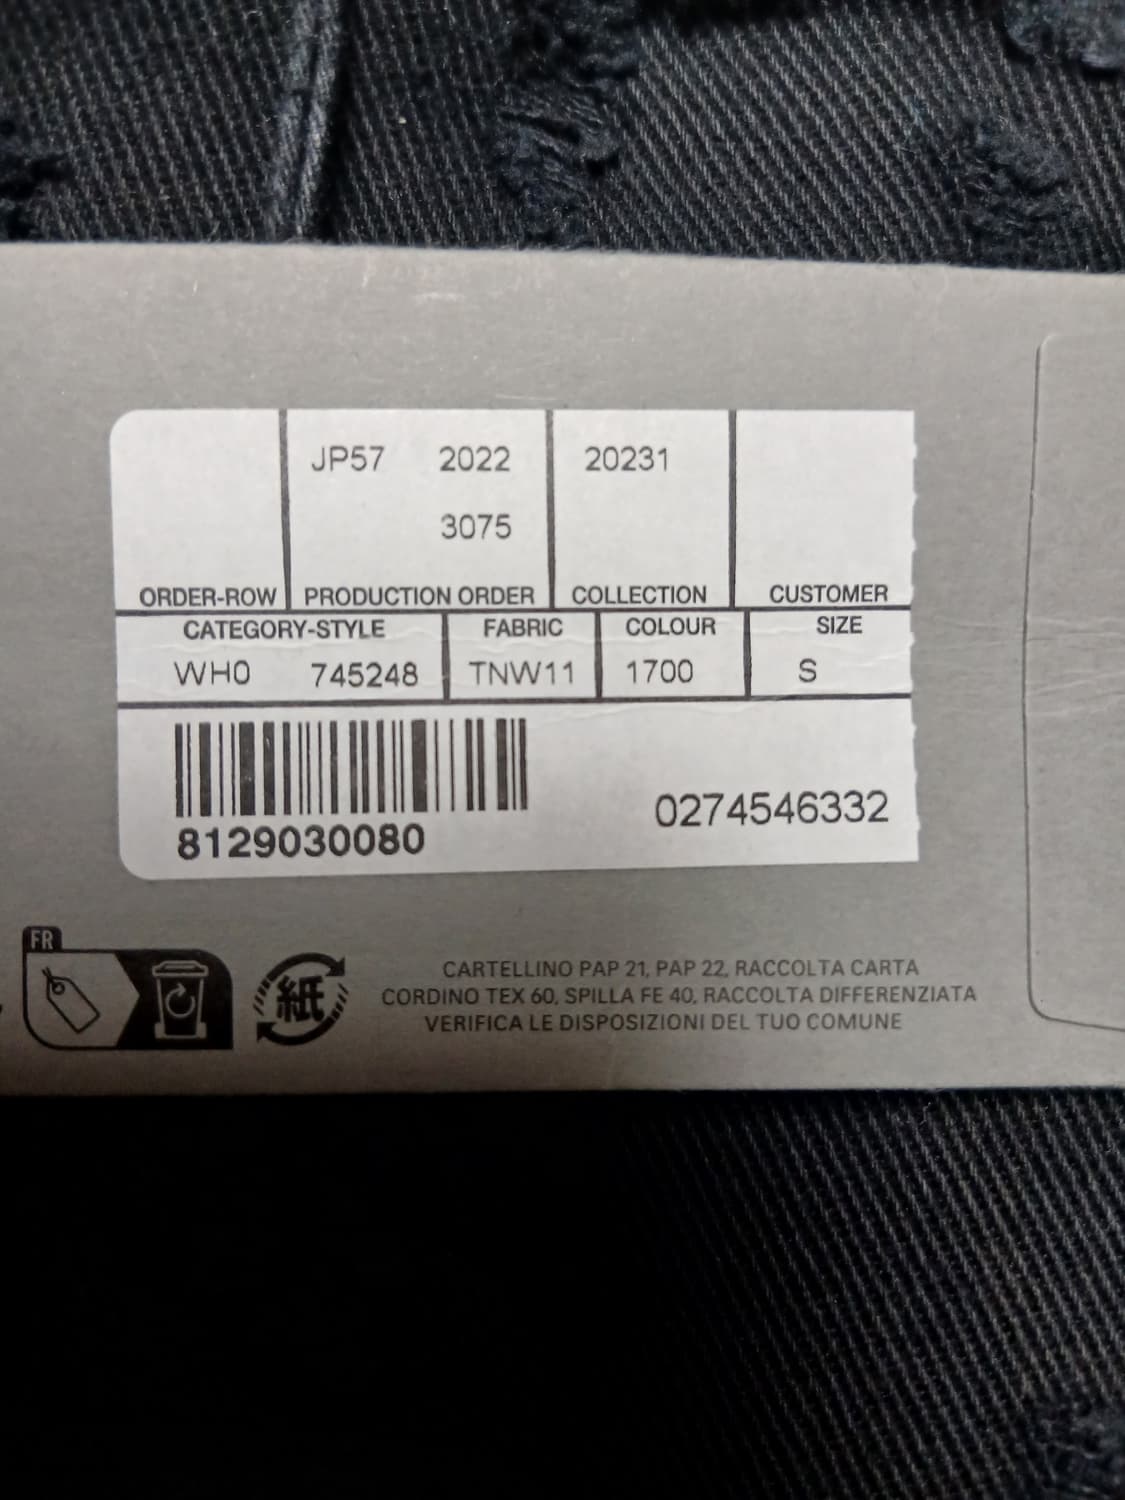 JP57 2022 20231
3075
ORDER-ROW PRODUCTION ORDER COLLECTION CUSTOMER
CATEGORY-STYLE FABRIC COLOUR SIZE
WH0 745248 TNW11 1700 S
8129030080 0274546332
FR
紙
CARTELLINO PAP 21, PAP 22, RACCOLTA CARTA
CORDINO TEX 60, SPILLA FE 40, RACCOLTA DIFFERENZIATA
VERIFICA LE DISPOSIZIONI DEL TUO COMUNE